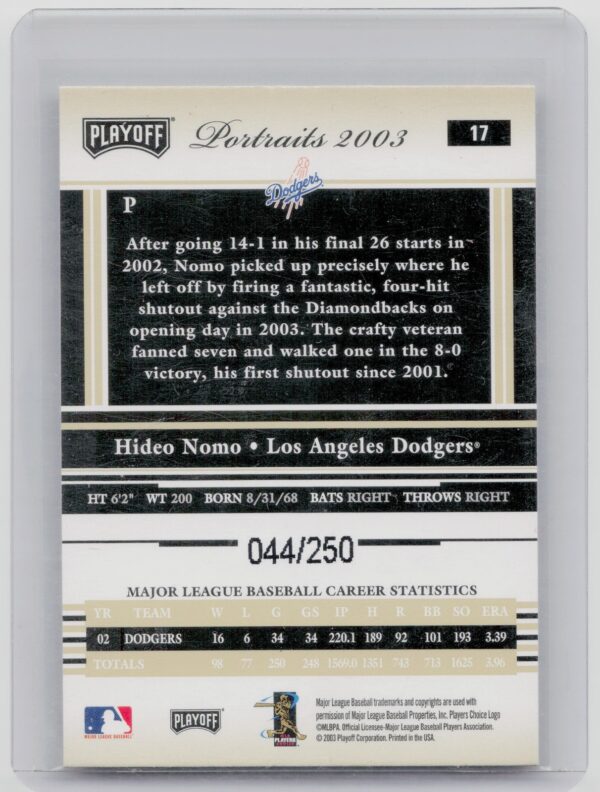 PLAYOFF® Portraits 2003 17
Dodgers
P
After going 14-1 in his final 26 starts in
2002, Nomo picked up precisely where he
left off by firing a fantastic, four-hit
shutout against the Diamondbacks on
opening day in 2003. The crafty veteran
fanned seven and walked one in the 8-0
victory, his first shutout since 2001.
Hideo Nomo • Los Angeles Dodgers®
HT 6'2" WT 200 BORN 8/31/68 BATS RIGHT THROWS RIGHT
044/250
MAJOR LEAGUE BASEBALL CAREER STATISTICS
YR TEAM W L G GS IP H R BB SO ERA
02 DODGERS 16 6 34 34 220.1 189 92 101 193 3.39
TOTALS 98 77 250 248 1569.0 1351 743 713 1625 3.96
Major League Baseball trademarks and copyrights are used with
permission of Major League Baseball Properties, Inc. Players Choice Logo
©MLBPA. Official Licensee-Major League Baseball Players Association.
© 2003 Playoff Corporation. Printed in the USA.
MAJOR LEAGUE BASEBALL
PLAYOFF
PLAYERS CHOICE